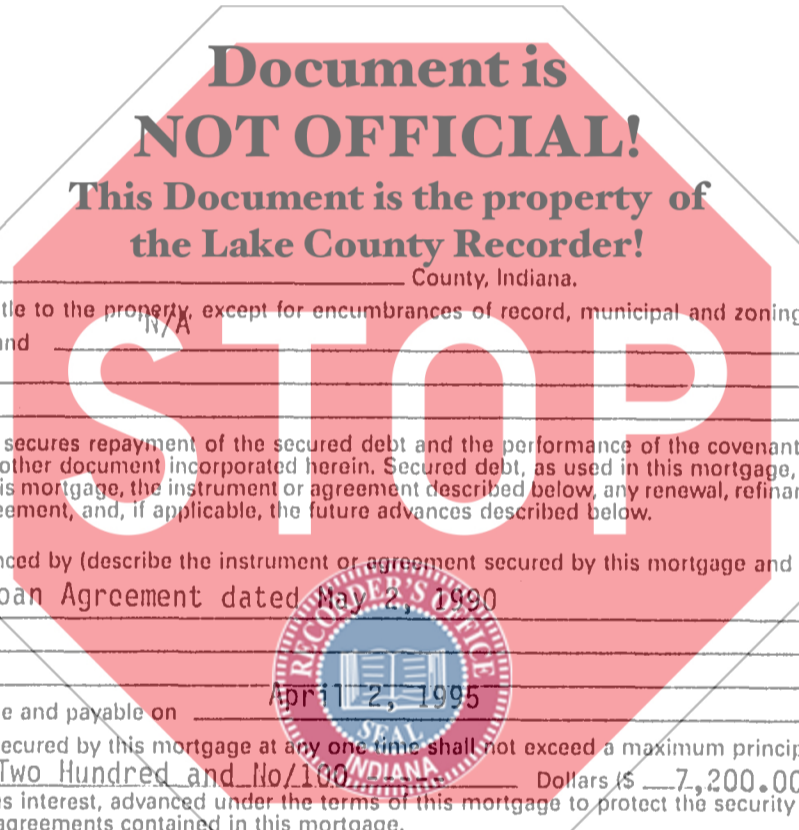 Document is
NOT OFFICIAL!
This Document is the property of
the Lake County Recorder!
County, Indiana.
tle to the property, except for encumbrances of record, municipal and zoning
N/A
nd
STOP
secures repayment of the secured debt and the performance of the covenant
other document incorporated herein. Secured debt, as used in this mortgage,
is mortgage, the instrument or agreement described below, any renewal, refinan
eement, and, if applicable, the future advances described below.
nced by (describe the instrument or agreement secured by this mortgage and
oan Agreement dated May 2, 1990
RECORDER'S OFFICE
SEAL
INDIANA
April 2, 1995
e and payable on
ecured by this mortgage at any one time shall not exceed a maximum princip
Two Hundred and No/100 ----- Dollars ($ 7,200.00
s interest, advanced under the terms of this mortgage to protect the security
agreements contained in this mortgage.